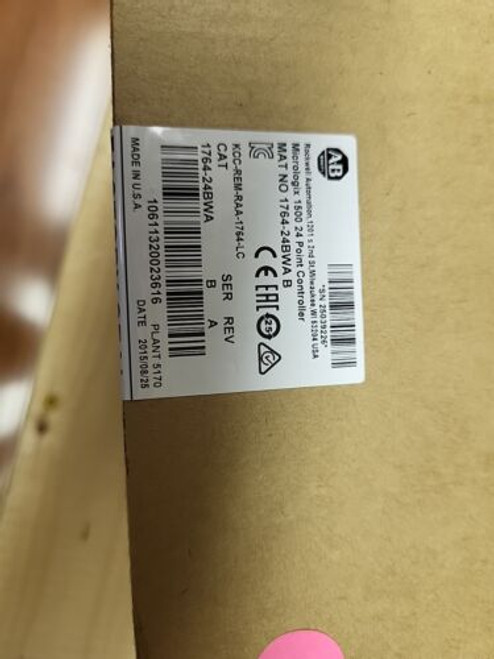 AB
*SN 25039226*
Rockwell Automation, 1201 s 2nd St, Milwaukee, WI 53204 USA
Micrologix 1500 24 Point Controller
MAT NO 1764-24BWA B
CE EAC 25
KCC-REM-RAA-1764-LC
CAT SER REV
1764-24BWA B A
10611320023616 PLANT 5170
MADE IN U.S.A. DATE 2015/08/25